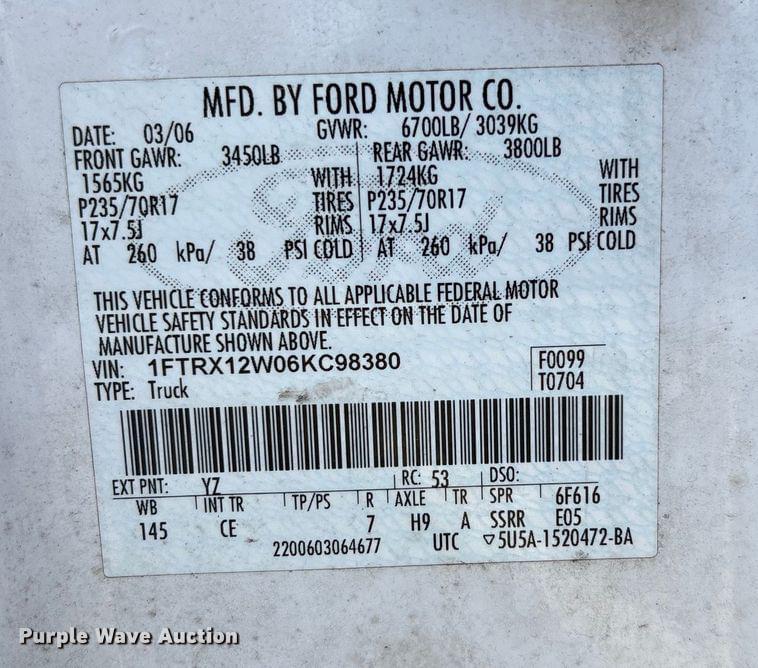 MFD. BY FORD MOTOR CO.
DATE: 03/06 GVWR: 6700LB/ 3039KG
FRONT GAWR: 3450LB REAR GAWR: 3800LB
1565KG WITH 1724KG WITH
P235/70R17 TIRES P235/70R17 TIRES
17x7.5J RIMS 17x7.5J RIMS
AT 260 kPa/ 38 PSI COLD AT 260 kPa/ 38 PSI COLD
Ford
THIS VEHICLE CONFORMS TO ALL APPLICABLE FEDERAL MOTOR
VEHICLE SAFETY STANDARDS IN EFFECT ON THE DATE OF
MANUFACTURE SHOWN ABOVE.
VIN: 1FTRX12W06KC98380 F0099
TYPE: Truck T0704
EXT PNT: YZ RC: 53 DSO:
WB INT TR TP/PS R AXLE TR SPR 6F616
145 CE 7 H9 A SSRR E05
2200603064677 UTC ▽5U5A-1520472-BA
Purple Wave Auction